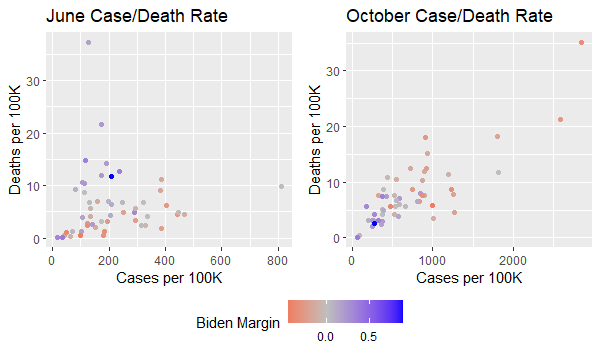 June Case/Death Rate
Deaths per 100K
30
20
10
0
0 200 400 600 800
Cases per 100K
October Case/Death Rate
Deaths per 100K
30
20
10
0
0 1000 2000
Cases per 100K
Biden Margin
0.0 0.5